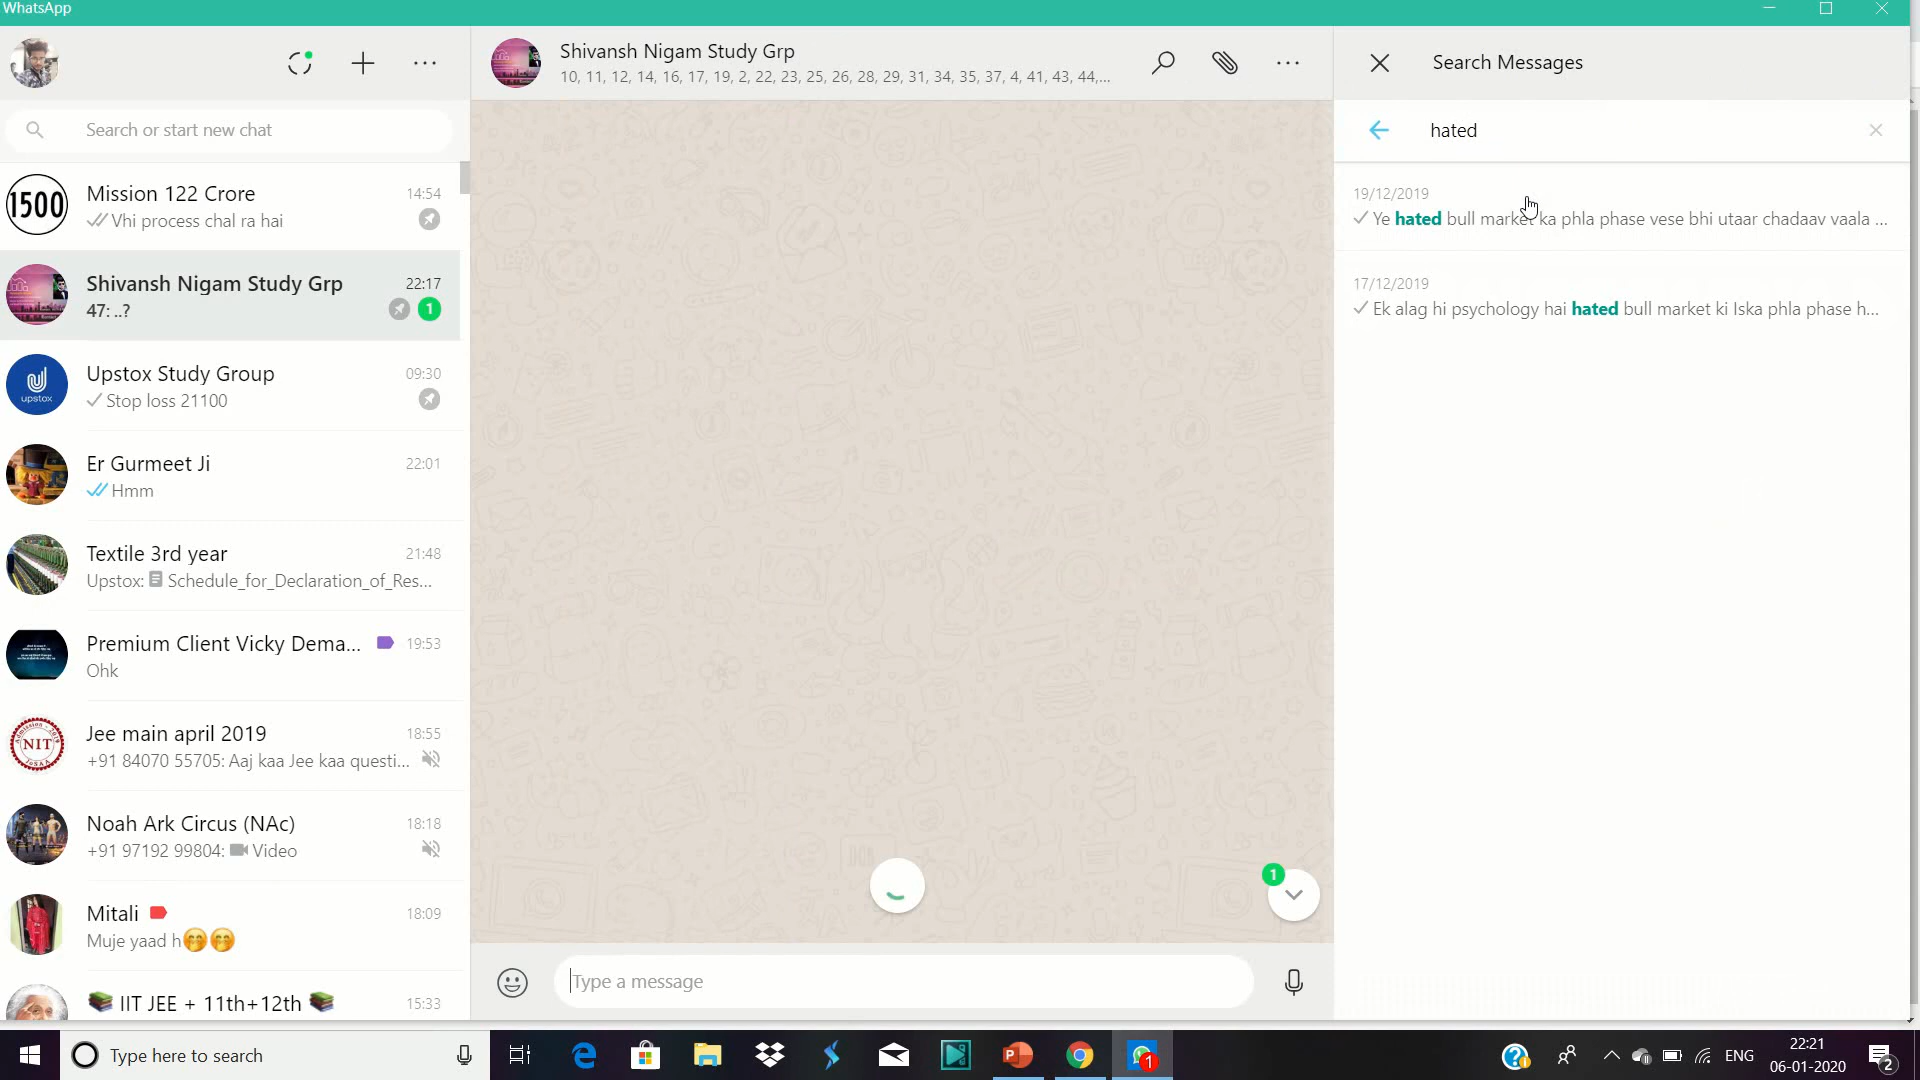 WhatsApp
Search or start new chat
1500
Mission 122 Crore
14:54
Vhi process chal ra hai
Shivansh Nigam Study Grp
22:17
47: ..?
1
upstox
Upstox Study Group
09:30
Stop loss 21100
Er Gurmeet Ji
22:01
Hmm
Textile 3rd year
21:48
Upstox: Schedule_for_Declaration_of_Res...
Premium Client Vicky Dema...
19:53
Ohk
NIT
Jee main april 2019
18:55
+91 84070 55705: Aaj kaa Jee kaa questi...
Noah Ark Circus (NAc)
18:18
+91 97192 99804: Video
Mitali
18:09
Muje yaad h🤭🤭
📚 IIT JEE + 11th+12th 📚
15:33
Shivansh Nigam Study Grp
10, 11, 12, 14, 16, 17, 19, 2, 22, 23, 25, 26, 28, 29, 31, 34, 35, 37, 4, 41, 43, 44,...
1
Type a message
Search Messages
hated
19/12/2019
Ye hated bull market ka phla phase vese bhi utaar chadaav vaala ...
17/12/2019
Ek alag hi psychology hai hated bull market ki Iska phla phase h...
Type here to search
1
ENG
22:21
06-01-2020
2